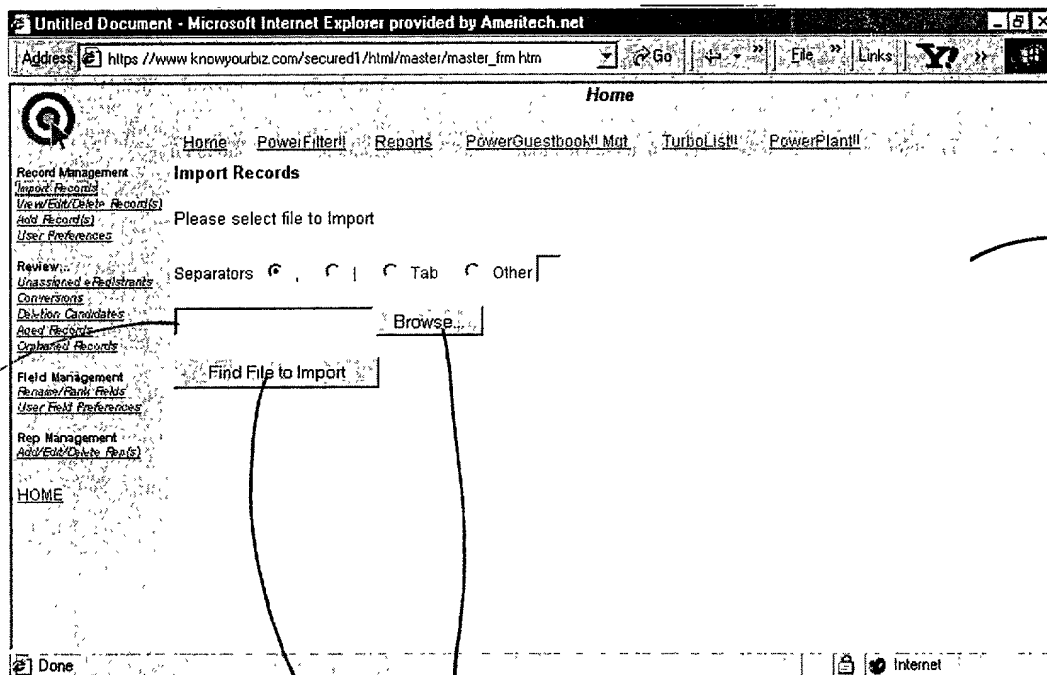 Untitled Document - Microsoft Internet Explorer provided by Ameritech.net
Address https://www.knowyourbiz.com/secured1/html/master/master_frm htm Go » File » Links Y! »
Home
Home PowerFilter!! Reports PowerGuestbook!! Mgt TurboList!! PowerPlant!!
Record Management
Import Records
View/Edit/Delete Record(s)
Add Record(s)
User Preferences
Review...
Unassigned eRegistrants
Conversions
Deletion Candidates
Aged Records
Orphaned Records
Field Management
Rename/Rank Fields
User Field Preferences
Rep Management
Add/Edit/Delete Rep(s)
HOME
Import Records
Please select file to Import
Separators , | Tab Other
Browse...
Find File to Import
Done Internet